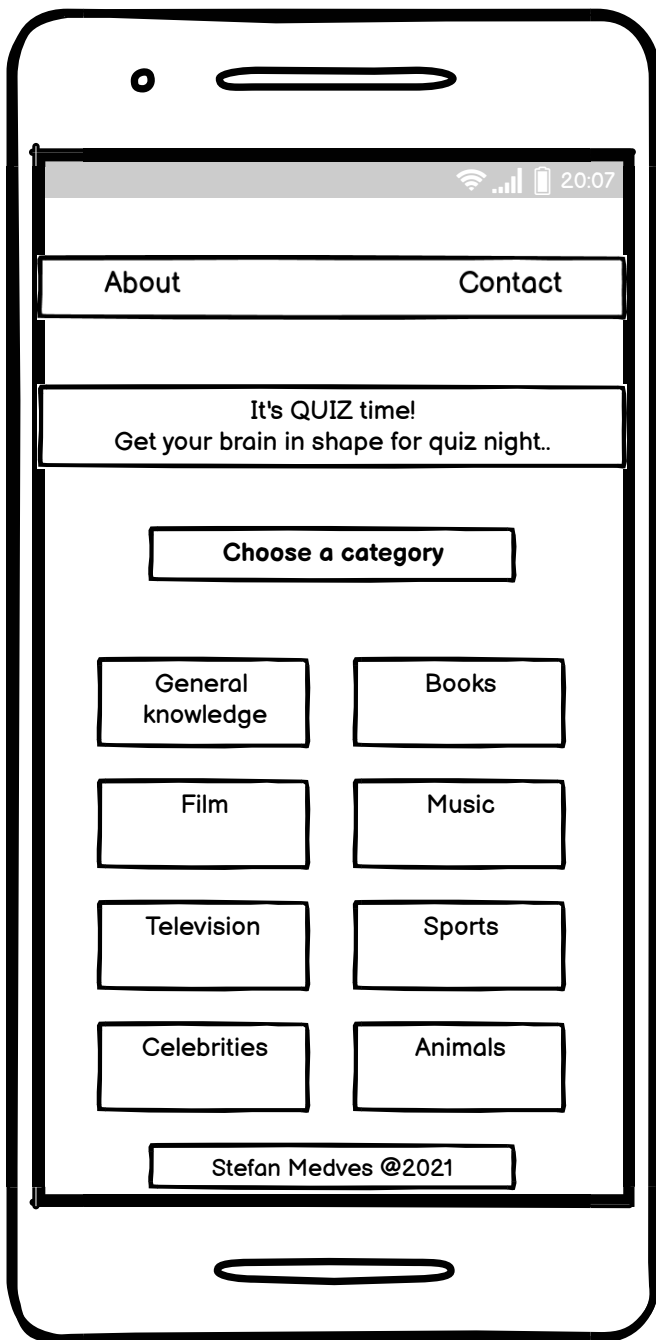 20:07
About Contact
It's QUIZ time!
Get your brain in shape for quiz night..
Choose a category
General Books
knowledge
Film Music
Television Sports
Celebrities Animals
Stefan Medves @2021